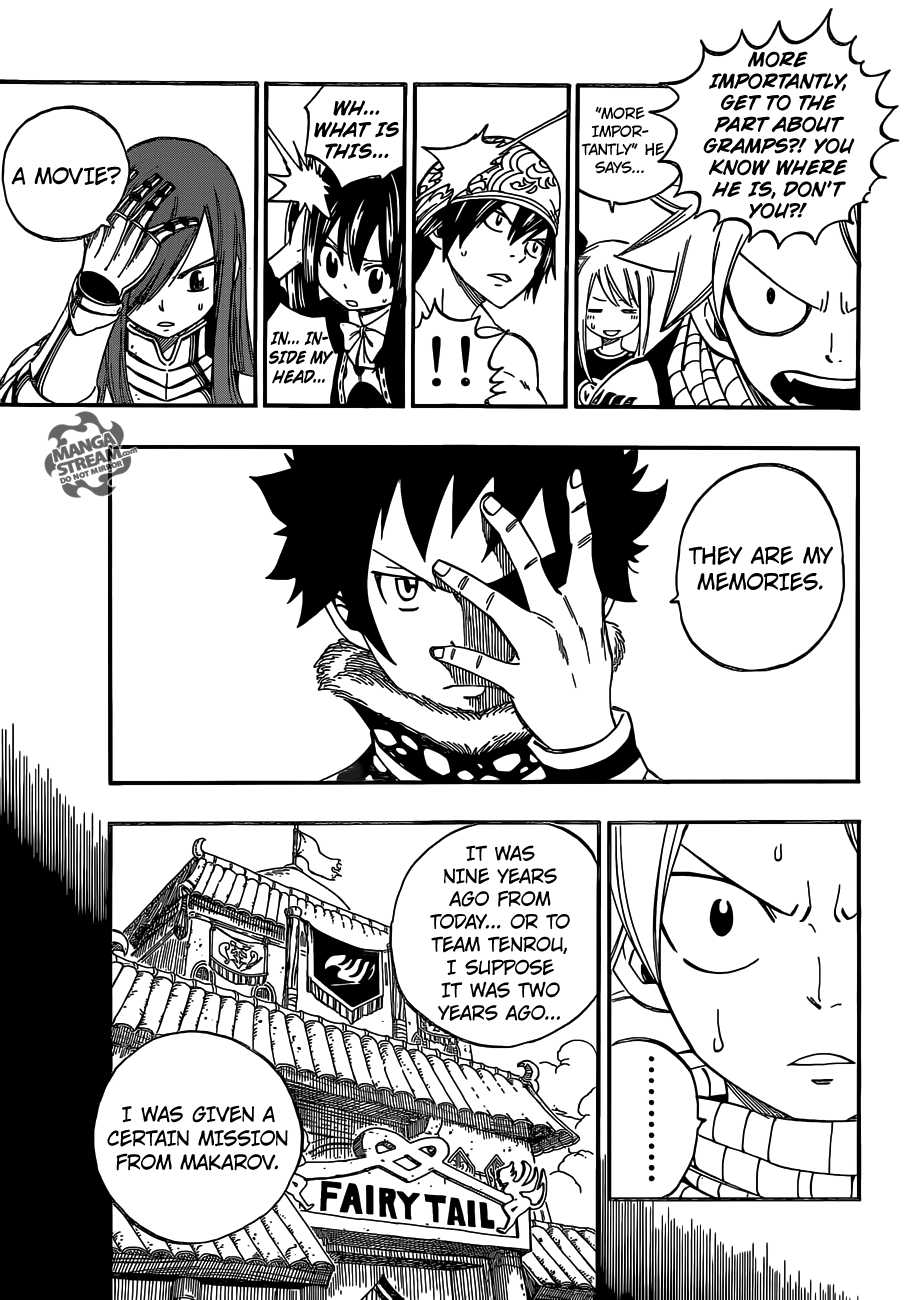 MORE
IMPORTANTLY,
GET TO THE
PART ABOUT
GRAMPS?! YOU
KNOW WHERE
HE IS, DON'T
YOU?!
"MORE
IMPOR-
TANTLY" HE
SAYS...
!!
WH...
WHAT IS
THIS...
IN... IN-
SIDE MY
HEAD...
A MOVIE?
MANGA
STREAM.com
DO NOT MIRROR!
THEY ARE MY
MEMORIES.
........
IT WAS
NINE YEARS
AGO FROM
TODAY... OR TO
TEAM TENROU,
I SUPPOSE
IT WAS TWO
YEARS AGO...
I WAS GIVEN A
CERTAIN MISSION
FROM MAKAROV.
FAIRY TAIL